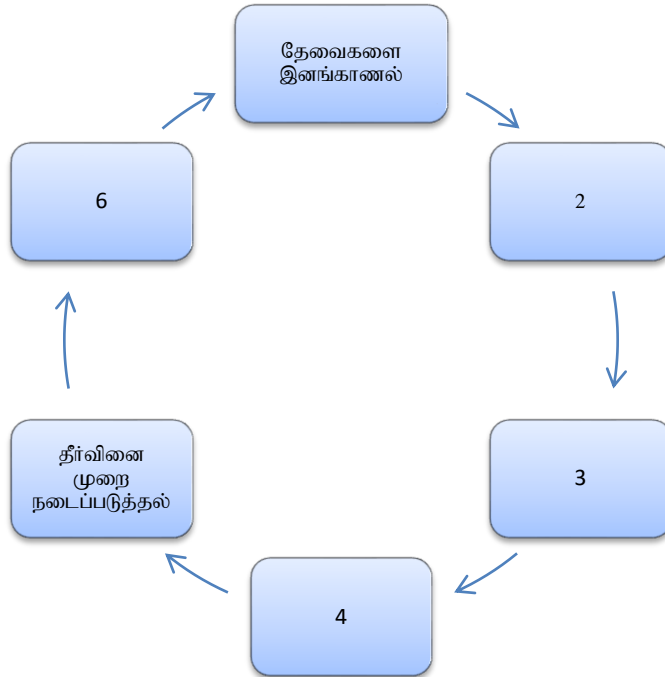 தேவைகளை
இனங்காணல்
2
3
4
தீர்வினை
முறை
நடைப்படுத்தல்
6